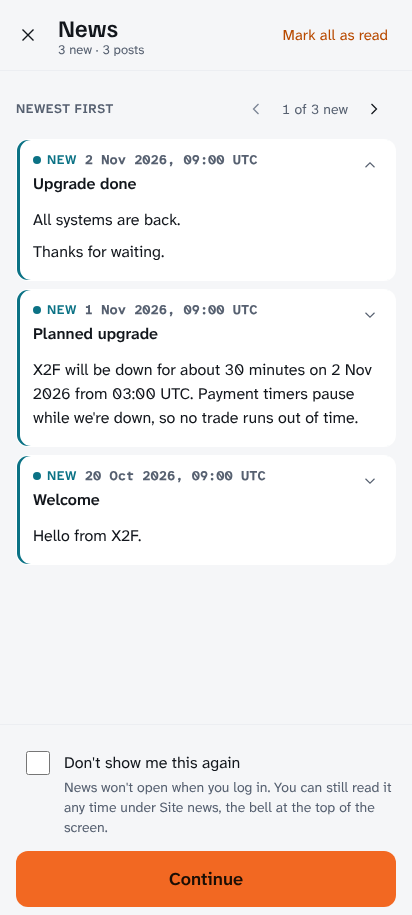 News
3 new · 3 posts
Mark all as read
NEWEST FIRST
1 of 3 new
NEW 2 Nov 2026, 09:00 UTC
Upgrade done
All systems are back.
Thanks for waiting.
NEW 1 Nov 2026, 09:00 UTC
Planned upgrade
X2F will be down for about 30 minutes on 2 Nov
2026 from 03:00 UTC. Payment timers pause
while we're down, so no trade runs out of time.
NEW 20 Oct 2026, 09:00 UTC
Welcome
Hello from X2F.
Don't show me this again
News won't open when you log in. You can still read it
any time under Site news, the bell at the top of the
screen.
Continue